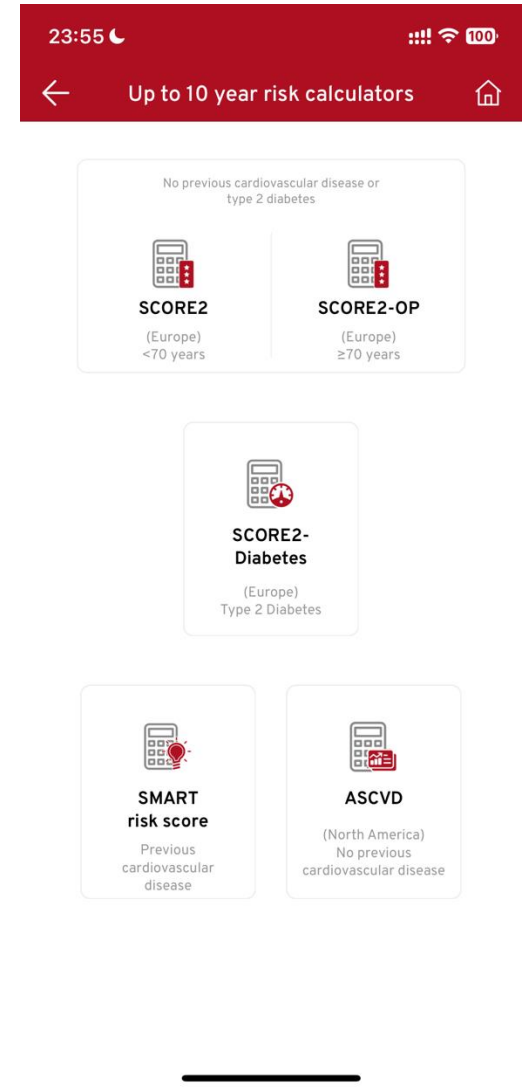 23:55
100
Up to 10 year risk calculators
No previous cardiovascular disease or
type 2 diabetes
SCORE2
(Europe)
<70 years
SCORE2-OP
(Europe)
≥70 years
SCORE2-
Diabetes
(Europe)
Type 2 Diabetes
SMART
risk score
Previous
cardiovascular
disease
ASCVD
(North America)
No previous
cardiovascular disease